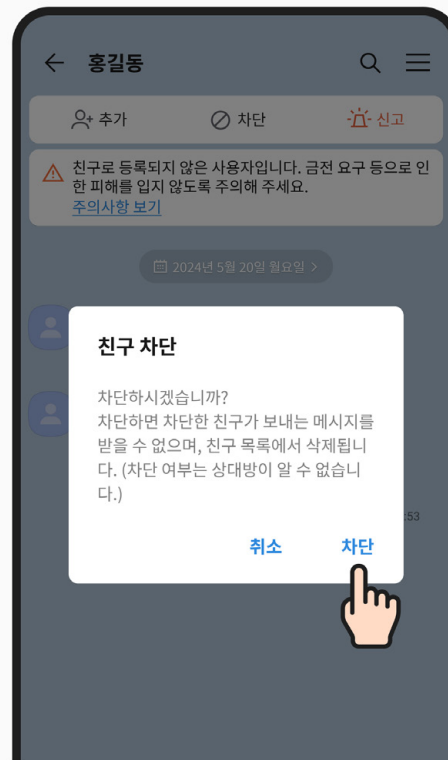 홍길동
추가
차단
신고
친구로 등록되지 않은 사용자입니다. 금전 요구 등으로 인
한 피해를 입지 않도록 주의해 주세요.
주의사항 보기
2024년 5월 20일 월요일 >
친구 차단
차단하시겠습니까?
차단하면 차단한 친구가 보내는 메시지를
받을 수 없으며, 친구 목록에서 삭제됩니
다. (차단 여부는 상대방이 알 수 없습니
다.)
:53
취소
차단